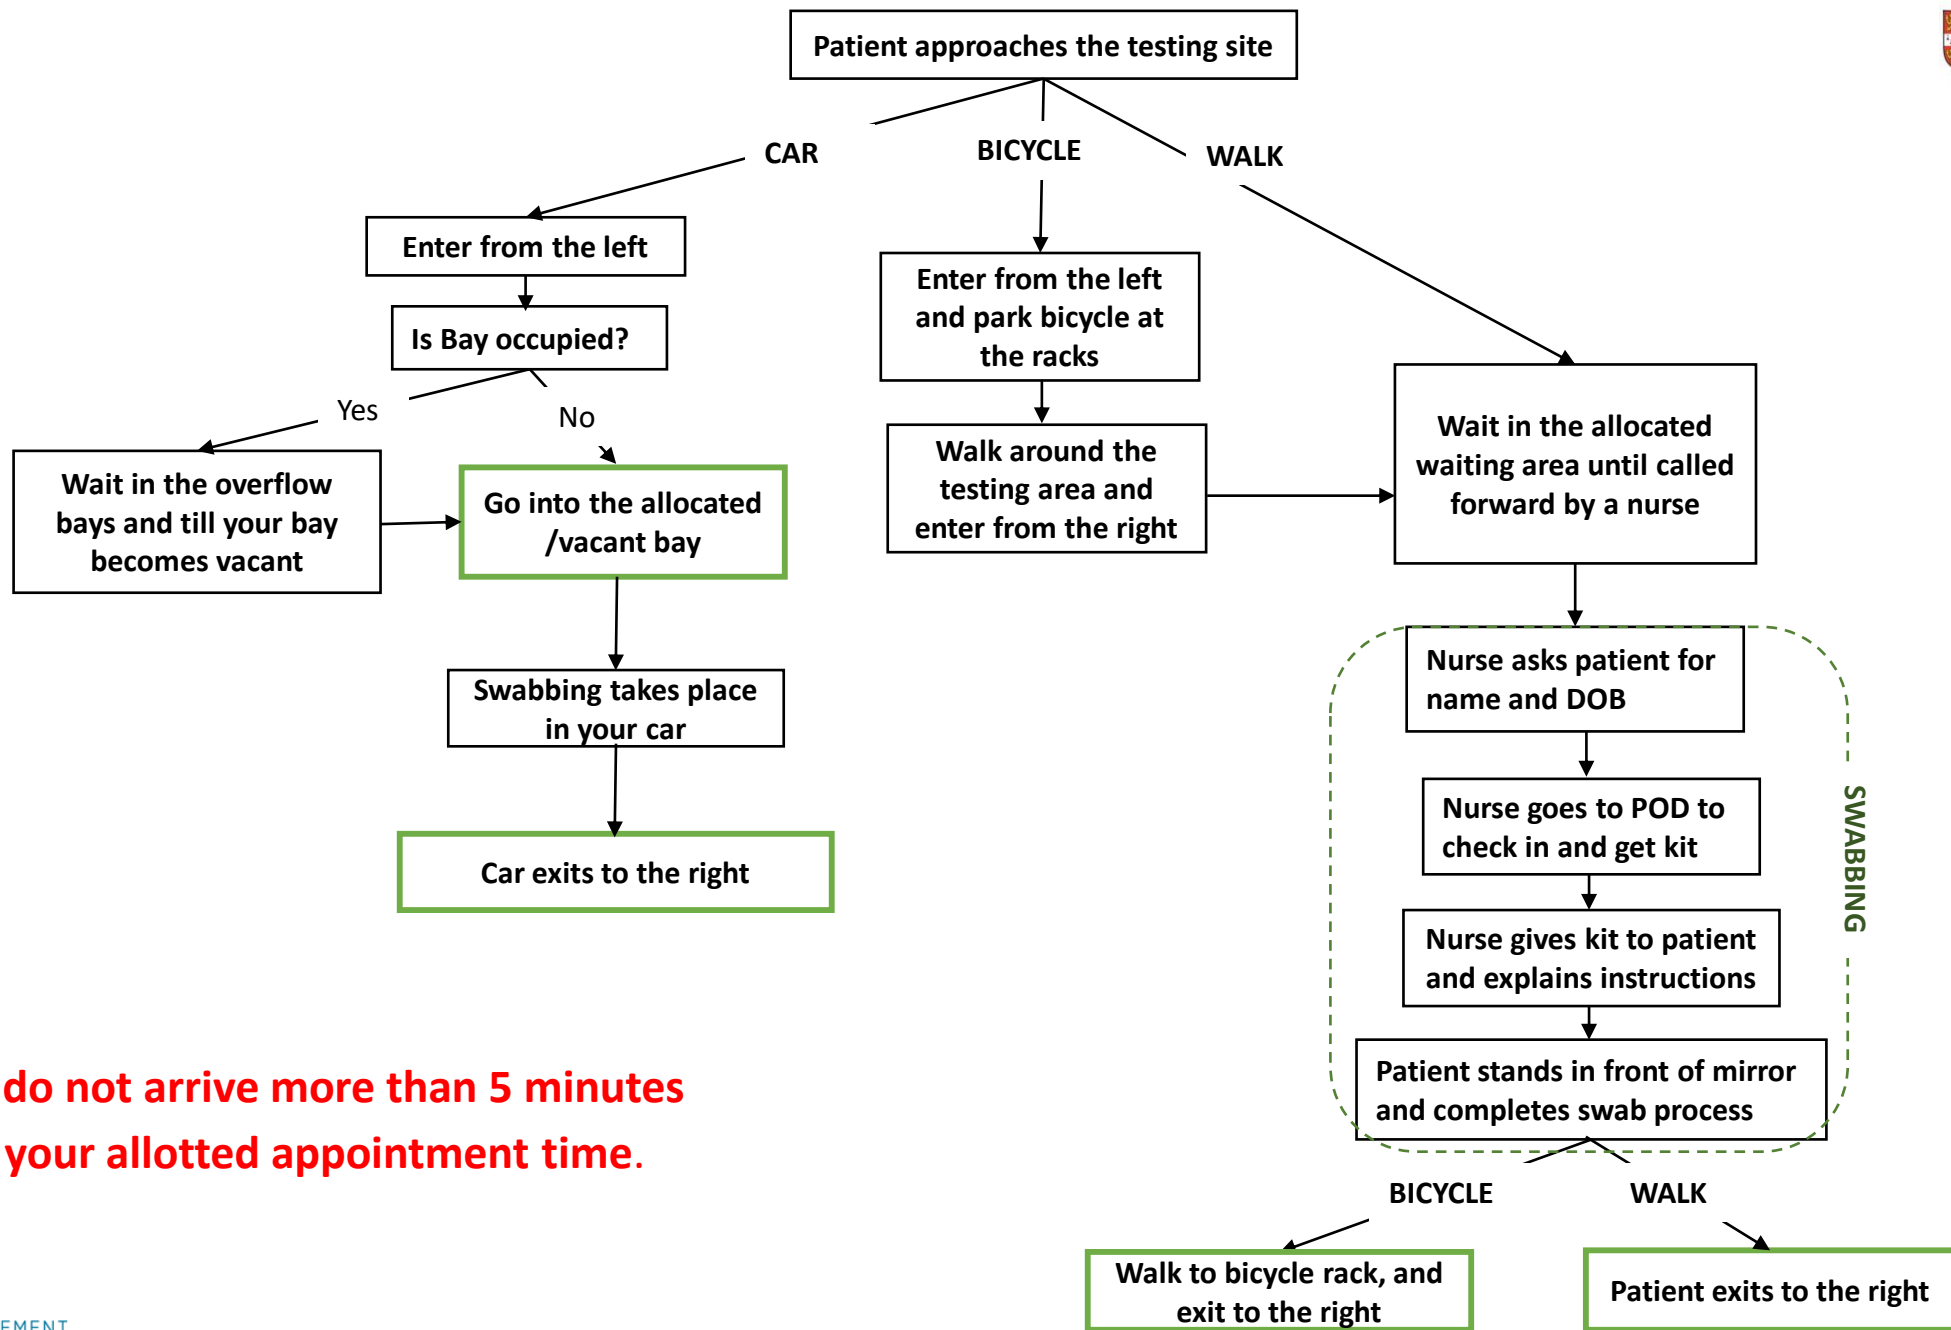 Patient approaches the testing site
CAR
BICYCLE
WALK
Enter from the left
Is Bay occupied?
Yes
No
Wait in the overflow
bays and till your bay
becomes vacant
Go into the allocated
/vacant bay
Swabbing takes place
in your car
Car exits to the right
Enter from the left
and park bicycle at
the racks
Walk around the
testing area and
enter from the right
Wait in the allocated
waiting area until called
forward by a nurse
Nurse asks patient for
name and DOB
Nurse goes to POD to
check in and get kit
Nurse gives kit to patient
and explains instructions
Patient stands in front of mirror
and completes swab process
SWABBING
BICYCLE
WALK
Walk to bicycle rack, and
exit to the right
Patient exits to the right
do not arrive more than 5 minutes
your allotted appointment time.